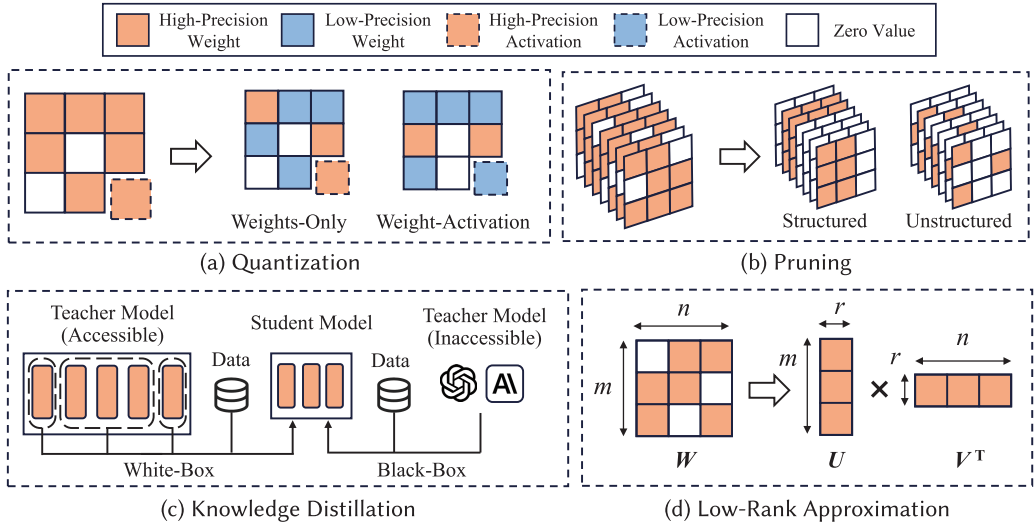 High-Precision
Weight
Low-Precision
Weight
High-Precision
Activation
Low-Precision
Activation
Zero Value
Weights-Only
Weight-Activation
(a) Quantization
Structured
Unstructured
(b) Pruning
Teacher Model
(Accessible)
Data
Student Model
Data
Teacher Model
(Inaccessible)
A\
White-Box
Black-Box
(c) Knowledge Distillation
n
m
W
r
m
U
×
n
r
V T
(d) Low-Rank Approximation